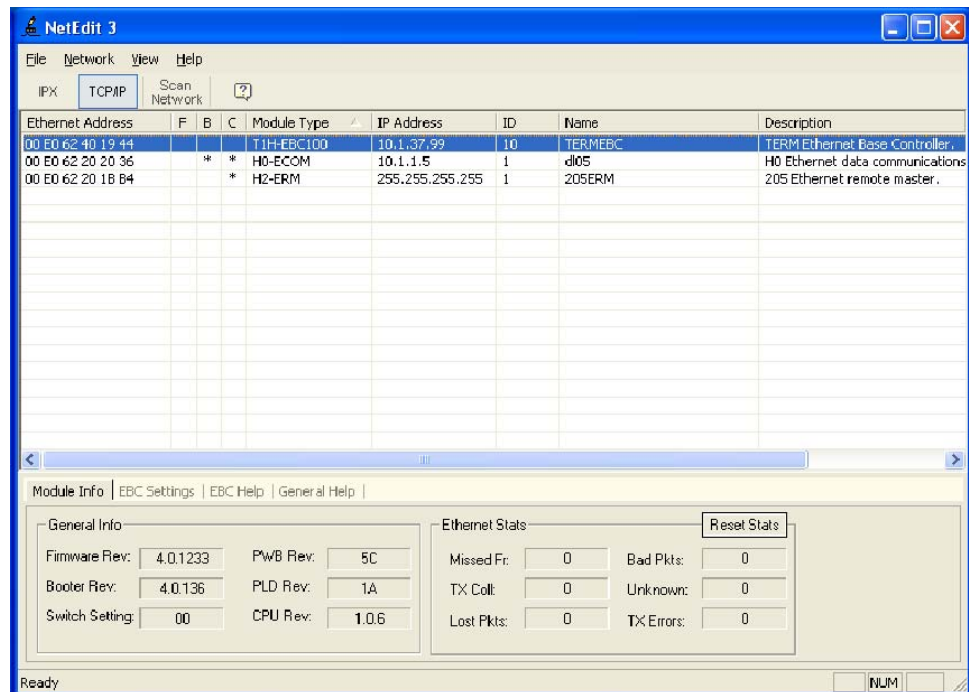 NetEdit 3
File Network View Help
IPX TCP/IP Scan Network
Ethernet Address F B C Module Type IP Address ID Name Description
00 E0 62 40 19 44 T1H-EBC100 10.1.37.99 10 TERMEBC TERM Ethernet Base Controller.
00 E0 62 20 20 36 * * H0-ECOM 10.1.1.5 1 dl05 H0 Ethernet data communications
00 E0 62 20 1B B4 * H2-ERM 255.255.255.255 1 205ERM 205 Ethernet remote master.
Module Info | EBC Settings | EBC Help | General Help |
General Info Ethernet Stats Reset Stats
Firmware Rev: 4.0.1233 PWB Rev: 5C Missed Fr: 0 Bad Pkts: 0
Booter Rev: 4.0.136 PLD Rev: 1A TX Coll: 0 Unknown: 0
Switch Setting: 00 CPU Rev: 1.0.6 Lost Pkts: 0 TX Errors: 0
Ready NUM